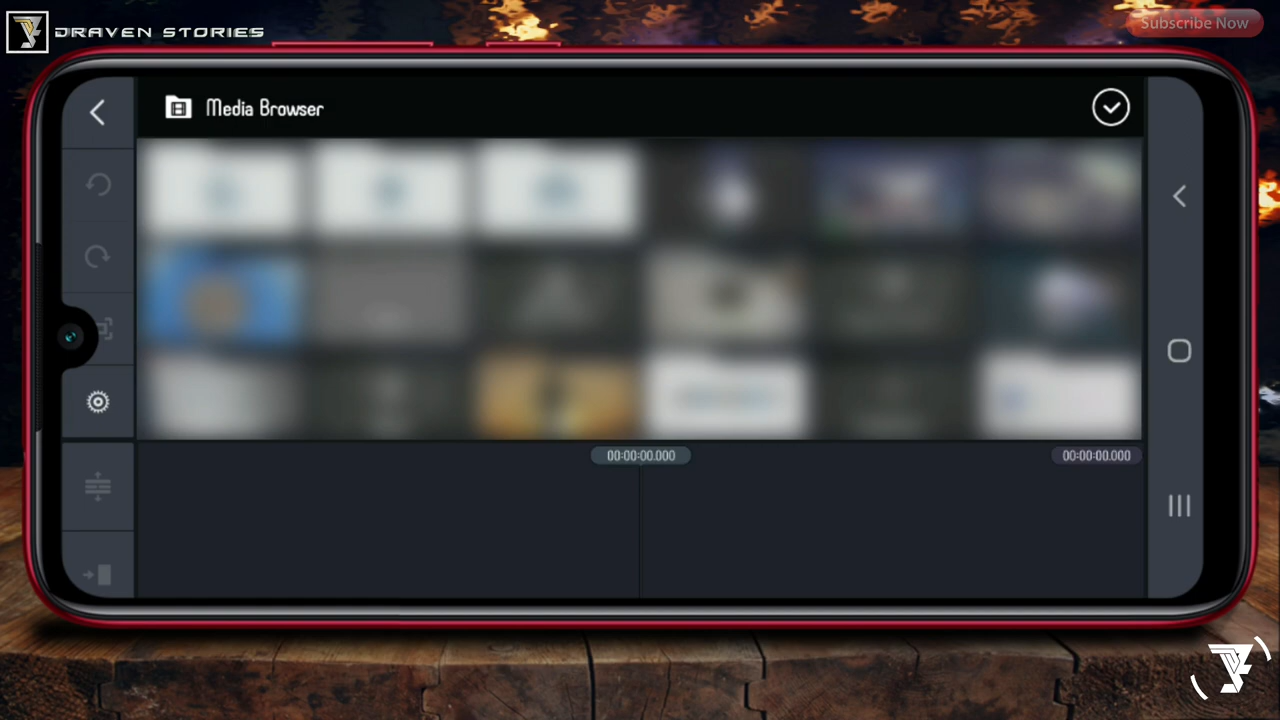 DRAVEN STORIES
Subscribe Now
Media Browser
00:00:00.000
00:00:00.000